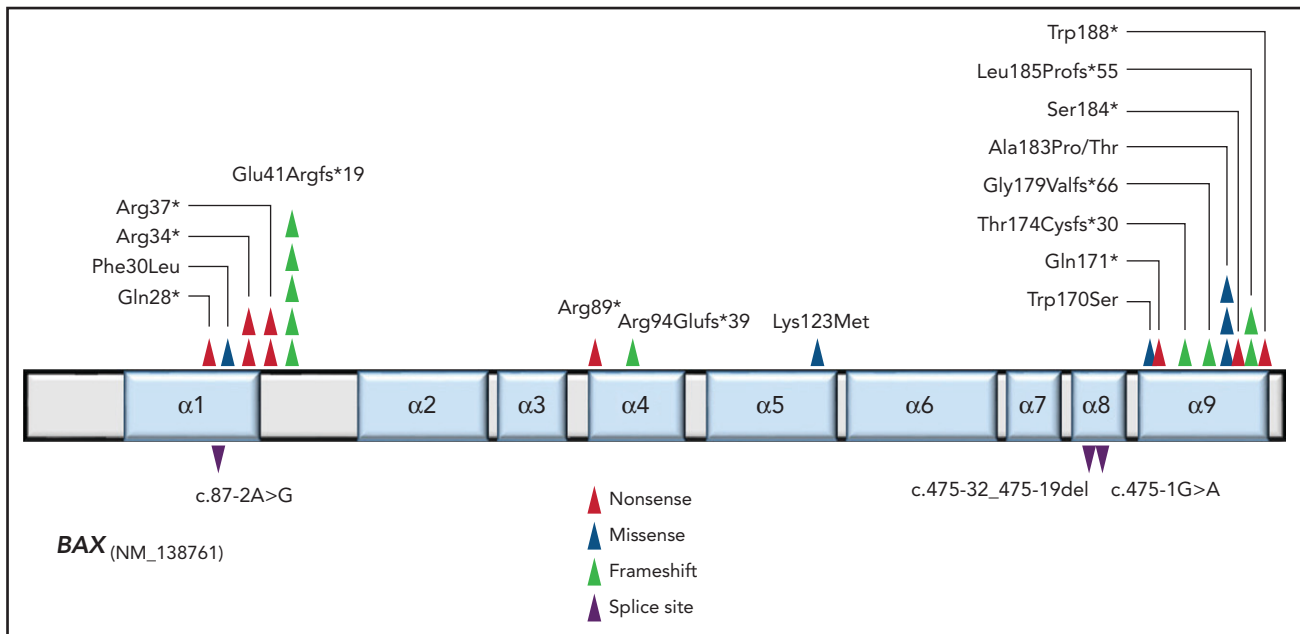 Trp188*
Leu185Profs*55
Ser184*
Ala183Pro/Thr
Gly179Valfs*66
Thr174Cysfs*30
Gln171*
Trp170Ser
Glu41Argfs*19
Arg37*
Arg34*
Phe30Leu
Gln28*
Arg89*
Arg94Glufs*39
Lys123Met
α1
α2
α3
α4
α5
α6
α7
α8
α9
c.87-2A>G
c.475-32_475-19del
c.475-1G>A
BAX (NM_138761)
Nonsense
Missense
Frameshift
Splice site